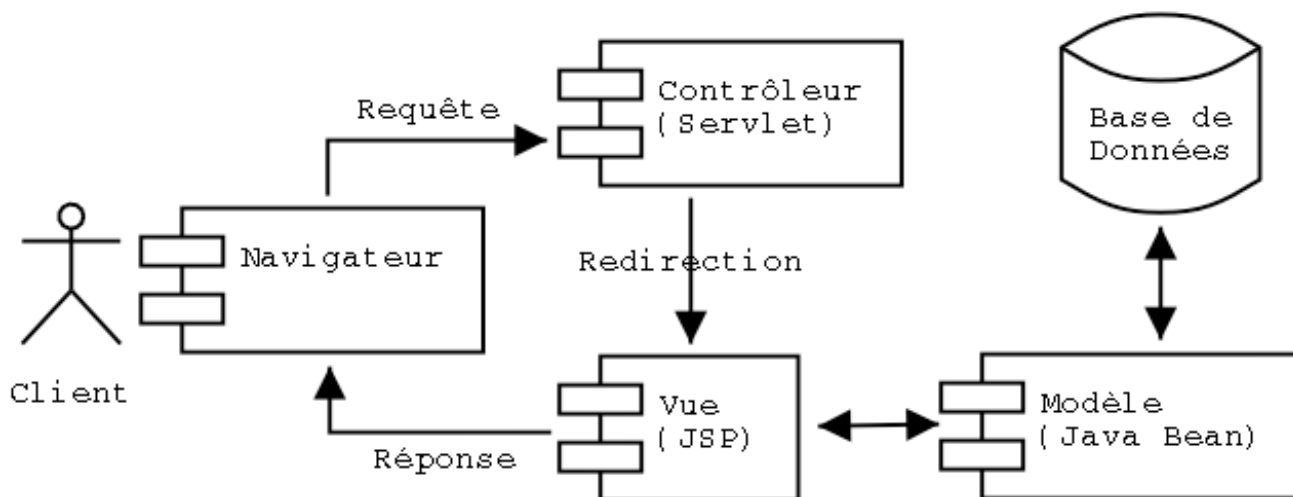 Requête
Contrôleur
(Servlet)
Base de
Données
Navigateur
Redirection
Client
Réponse
Vue
(JSP)
Modèle
(Java Bean)